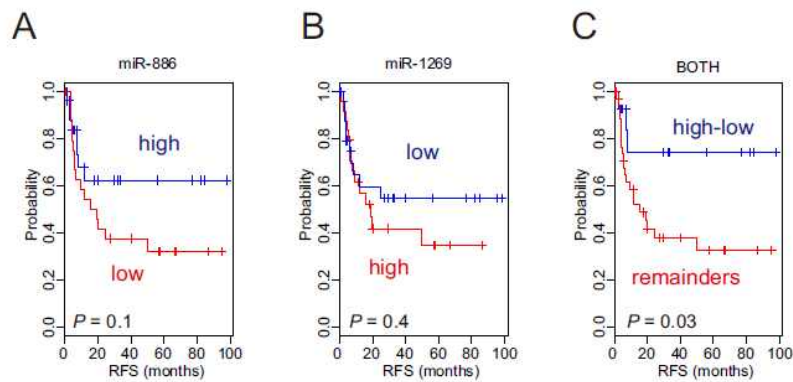 A
miR-886
Probability
0.0 0.2 0.4 0.6 0.8 1.0
high
low
P = 0.1
0 20 40 60 80 100
RFS (months)
B
miR-1269
Probability
0.0 0.2 0.4 0.6 0.8 1.0
low
high
P = 0.4
0 20 40 60 80 100
RFS (months)
C
BOTH
Probability
0.0 0.2 0.4 0.6 0.8 1.0
high-low
remainders
P = 0.03
0 20 40 60 80 100
RFS (months)